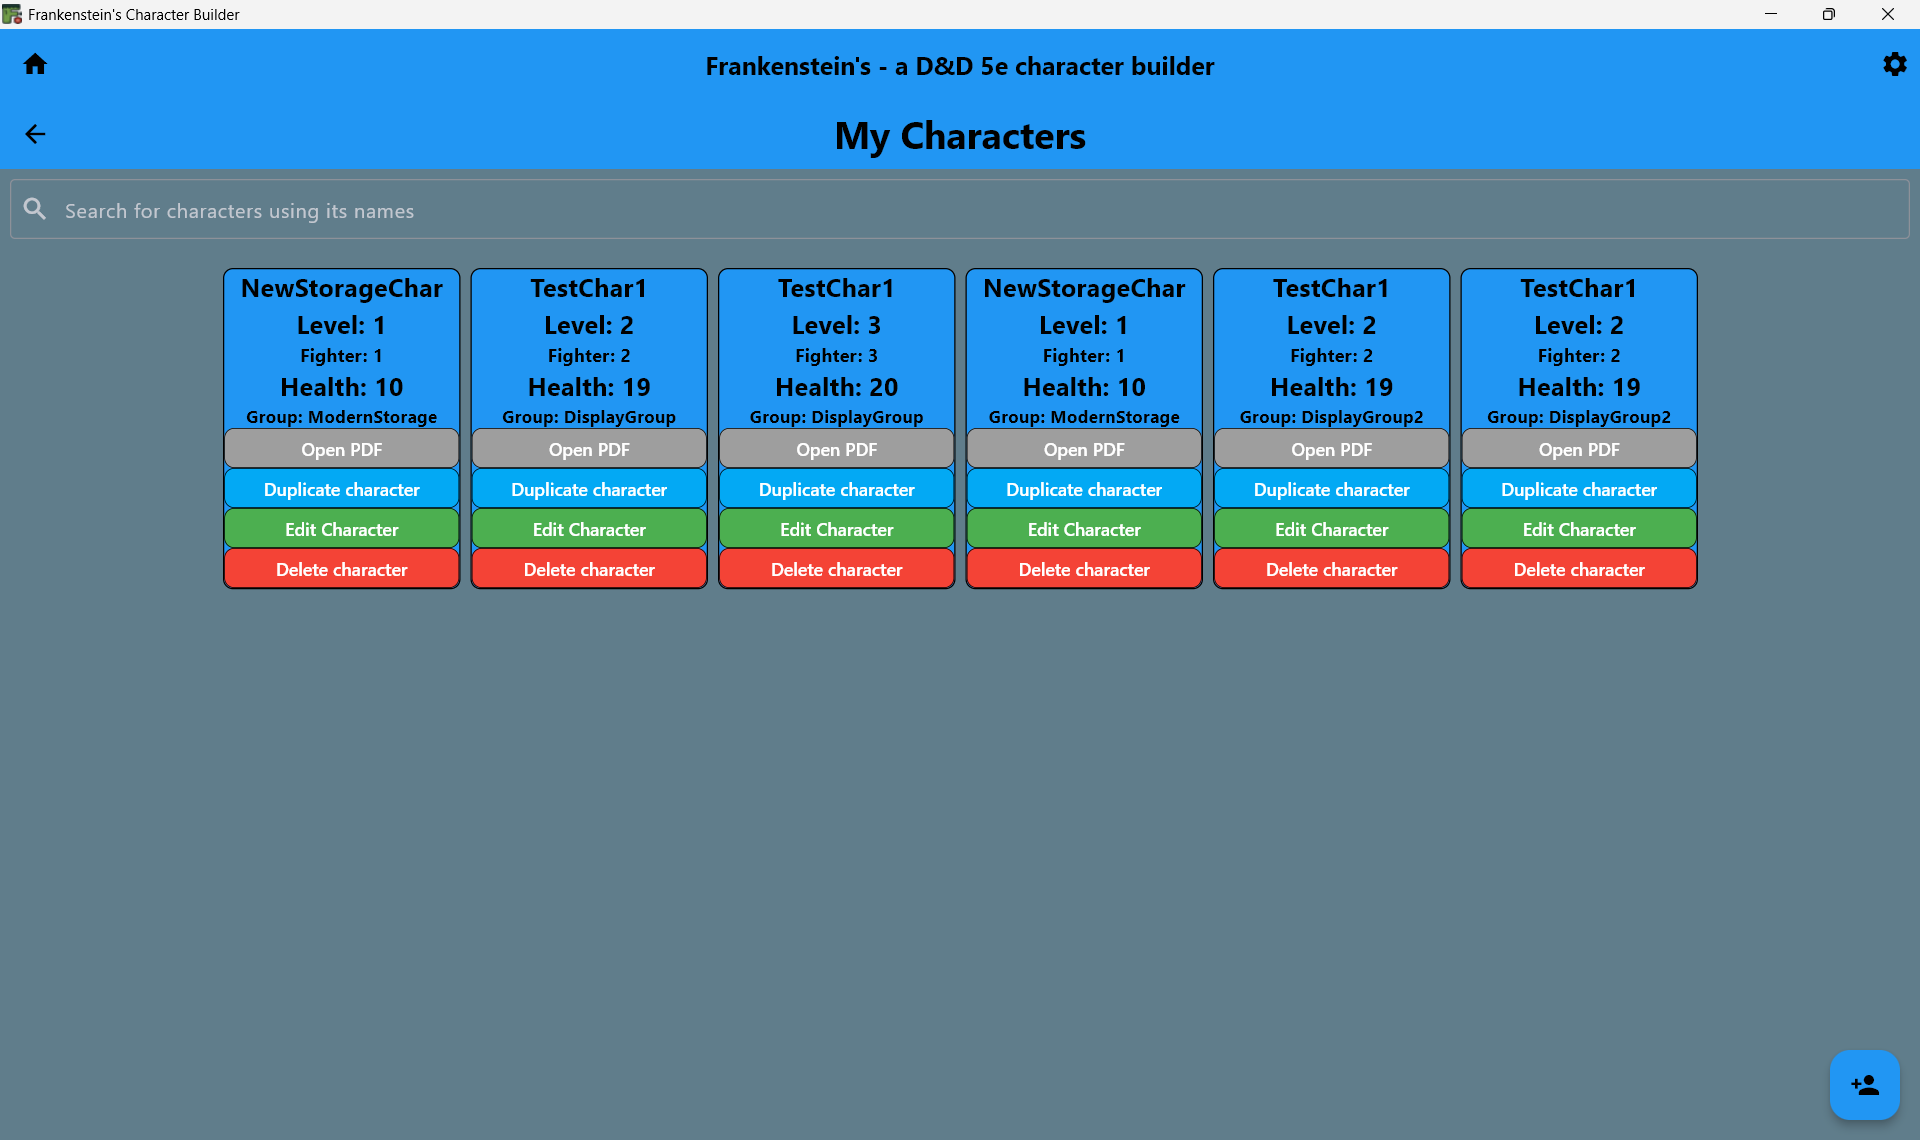 Frankenstein's Character Builder
Frankenstein's - a D&D 5e character builder
My Characters
Search for characters using its names
NewStorageChar
Level: 1
Fighter: 1
Health: 10
Group: ModernStorage
Open PDF
Duplicate character
Edit Character
Delete character
TestChar1
Level: 2
Fighter: 2
Health: 19
Group: DisplayGroup
Open PDF
Duplicate character
Edit Character
Delete character
TestChar1
Level: 3
Fighter: 3
Health: 20
Group: DisplayGroup
Open PDF
Duplicate character
Edit Character
Delete character
NewStorageChar
Level: 1
Fighter: 1
Health: 10
Group: ModernStorage
Open PDF
Duplicate character
Edit Character
Delete character
TestChar1
Level: 2
Fighter: 2
Health: 19
Group: DisplayGroup2
Open PDF
Duplicate character
Edit Character
Delete character
TestChar1
Level: 2
Fighter: 2
Health: 19
Group: DisplayGroup2
Open PDF
Duplicate character
Edit Character
Delete character